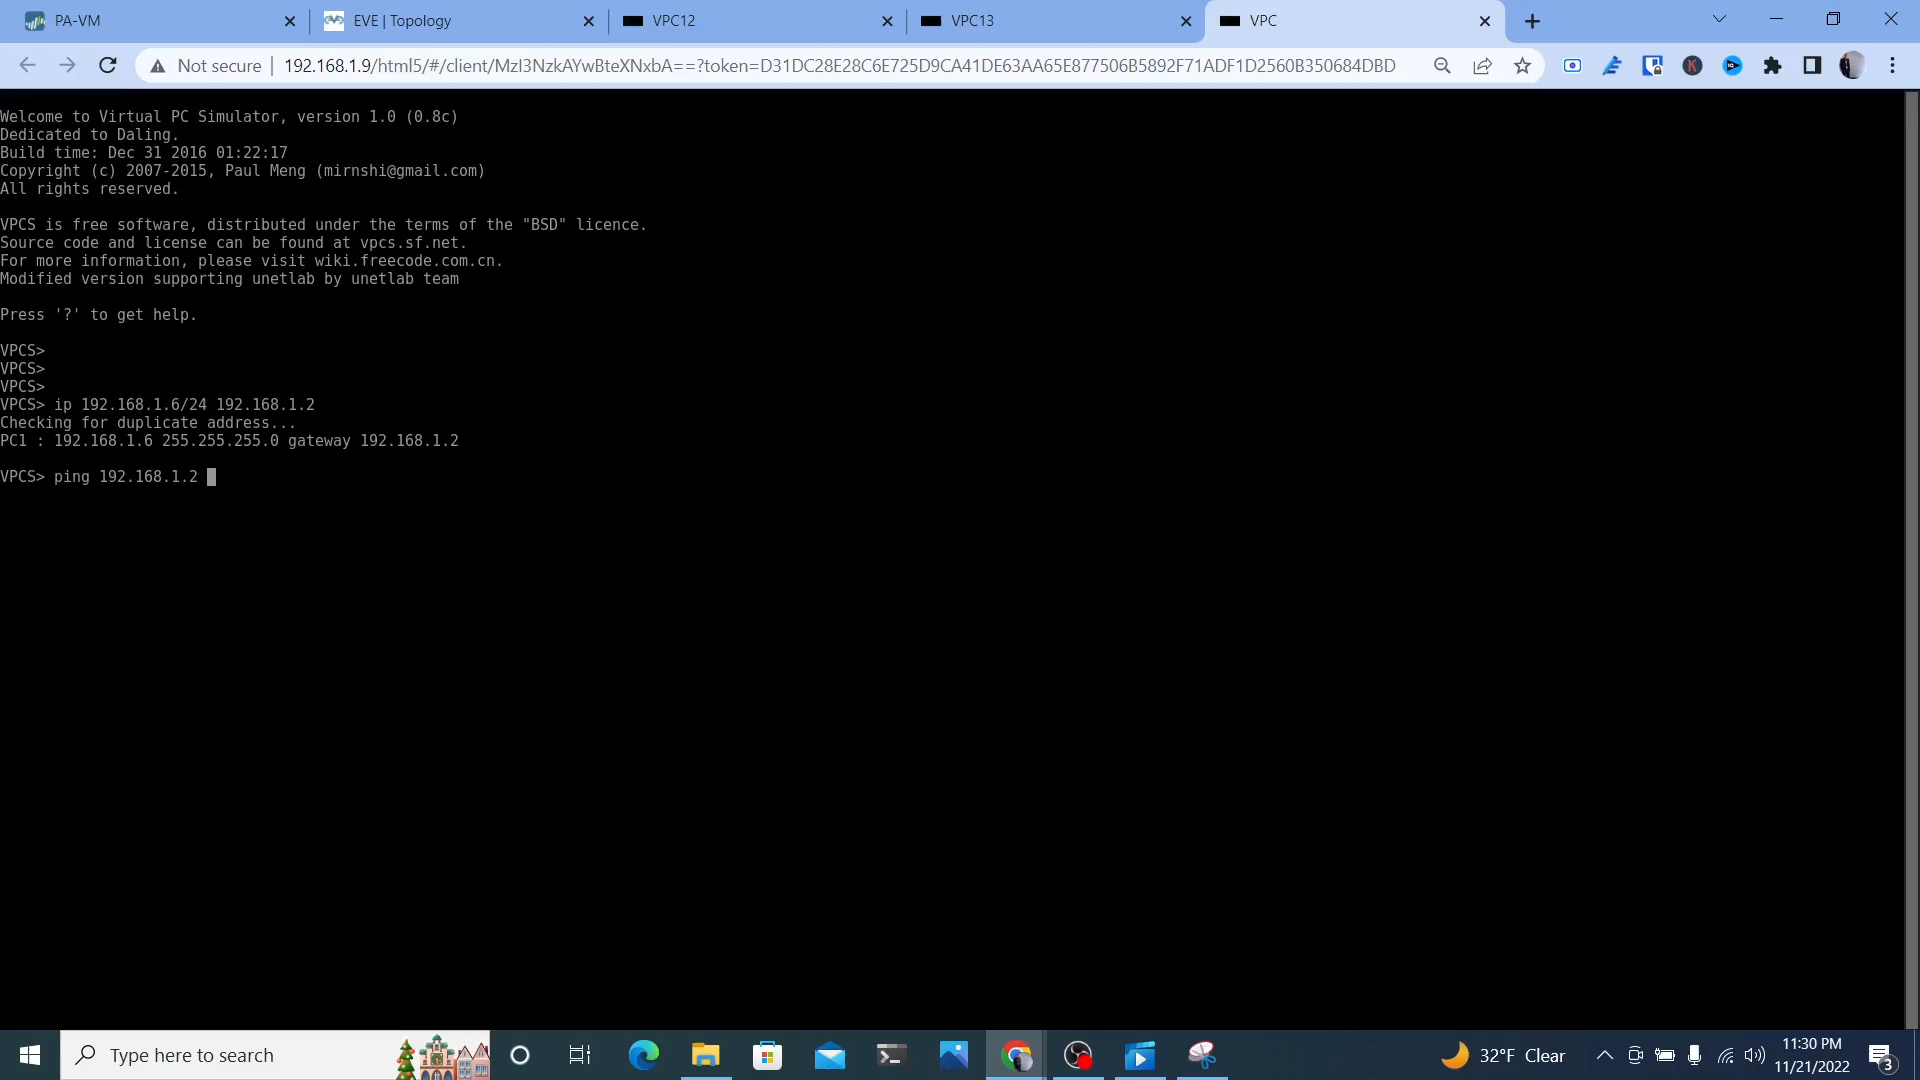 PA-VM
EVE | Topology
VPC12
VPC13
VPC
Not secure
192.168.1.9/html5/#/client/MzI3NzkAYwBteXNxbA==?token=D31DC28E28C6E725D9CA41DE63AA65E877506B5892F71ADF1D2560B350684DBD
Welcome to Virtual PC Simulator, version 1.0 (0.8c)
Dedicated to Daling.
Build time: Dec 31 2016 01:22:17
Copyright (c) 2007-2015, Paul Meng (mirnshi@gmail.com)
All rights reserved.
VPCS is free software, distributed under the terms of the "BSD" licence.
Source code and license can be found at vpcs.sf.net.
For more information, please visit wiki.freecode.com.cn.
Modified version supporting unetlab by unetlab team
Press '?' to get help.
VPCS>
VPCS>
VPCS>
VPCS> ip 192.168.1.6/24 192.168.1.2
Checking for duplicate address...
PC1 : 192.168.1.6 255.255.255.0 gateway 192.168.1.2
VPCS> ping 192.168.1.2
Type here to search
32°F Clear
11:30 PM
11/21/2022
3